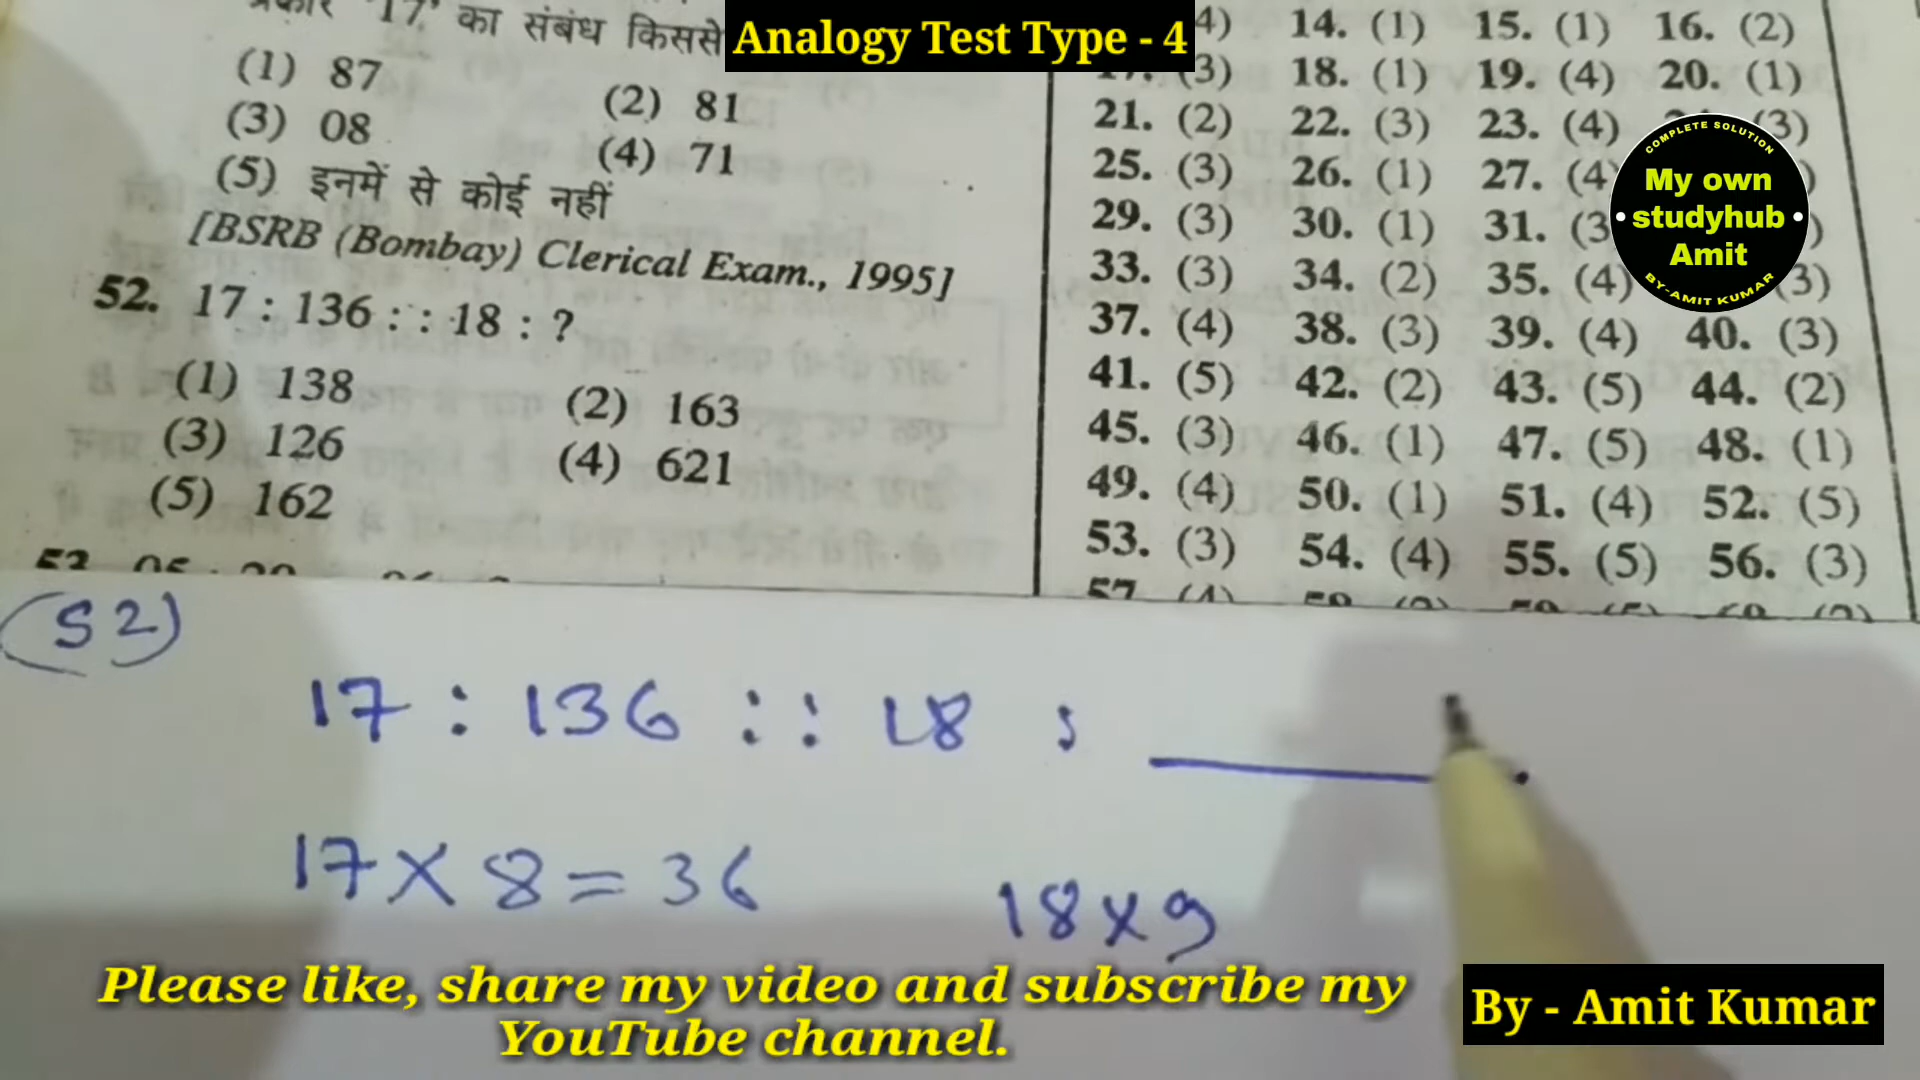 Analogy Test Type - 4
'17' का संबंध किससे
(1) 87
(2) 81
(3) 08
(4) 71
(5) इनमें से कोई नहीं
[BSRB (Bombay) Clerical Exam., 1995]
52. 17 : 136 : : 18 : ?
(1) 138
(2) 163
(3) 126
(4) 621
(5) 162
4) 14. (1) 15. (1) 16. (2)
(3) 18. (1) 19. (4) 20. (1)
21. (2) 22. (3) 23. (4) (3)
25. (3) 26. (1) 27. (4
29. (3) 30. (1) 31. (3
33. (3) 34. (2) 35. (4) (3)
37. (4) 38. (3) 39. (4) 40. (3)
41. (5) 42. (2) 43. (5) 44. (2)
45. (3) 46. (1) 47. (5) 48. (1)
49. (4) 50. (1) 51. (4) 52. (5)
53. (3) 54. (4) 55. (5) 56. (3)
COMPLETE SOLUTION
My own
studyhub
Amit
BY-AMIT KUMAR
(52)
17 : 136 : : 18 :
17 × 8 = 36
18×9
Please like, share my video and subscribe my
YouTube channel.
By - Amit Kumar